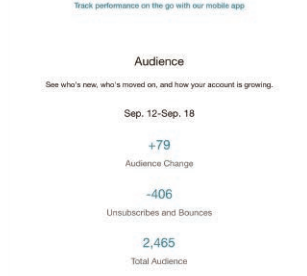 Track performance on the go with our mobile app
Audience
See who's new, who's moved on, and how your account is growing.
Sep. 12-Sep. 18
+79
Audience Change
-406
Unsubscribes and Bounces
2,465
Total Audience